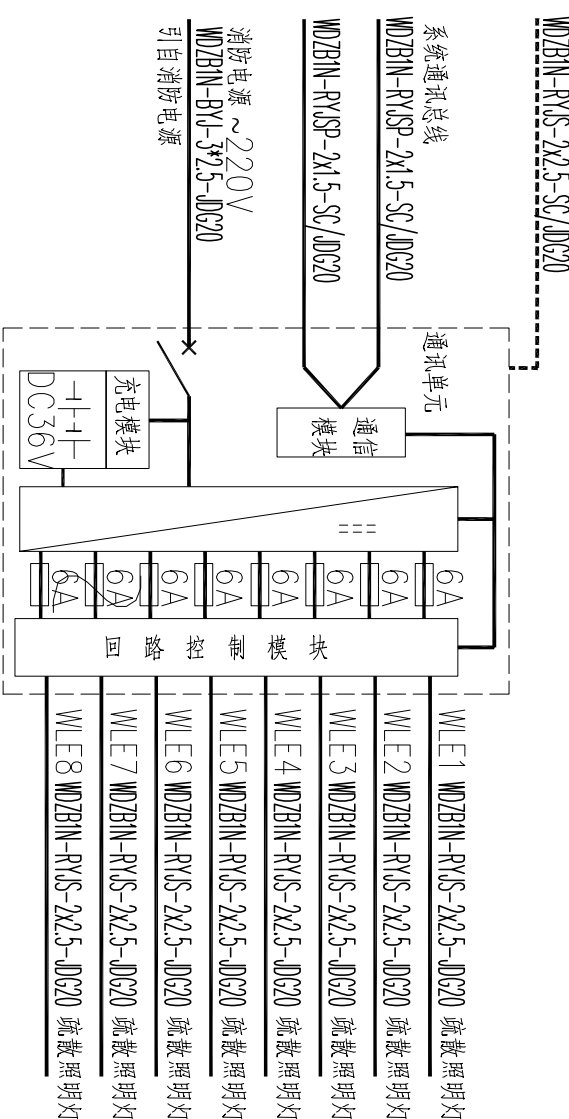 WDZB1N-RYJS-2x2.5-SC/JDG20
系统通讯总线
WDZB1N-RYJSP-2x1.5-SC/JDG20
WDZB1N-RYJSP-2x1.5-SC/JDG20
消防电源 ~220V
WDZB1N-BYJ-3*2.5-JDG20
引自消防电源
通讯单元
通信
模块
充电模块
DC36V
6A
6A
6A
6A
6A
6A
6A
6A
回路控制模块
WLE1 WDZB1N-RYJS-2x2.5-JDG20 疏散照明灯
WLE2 WDZB1N-RYJS-2x2.5-JDG20 疏散照明灯
WLE3 WDZB1N-RYJS-2x2.5-JDG20 疏散照明灯
WLE4 WDZB1N-RYJS-2x2.5-JDG20 疏散照明灯
WLE5 WDZB1N-RYJS-2x2.5-JDG20 疏散照明灯
WLE6 WDZB1N-RYJS-2x2.5-JDG20 疏散照明灯
WLE7 WDZB1N-RYJS-2x2.5-JDG20 疏散照明灯
WLE8 WDZB1N-RYJS-2x2.5-JDG20 疏散照明灯